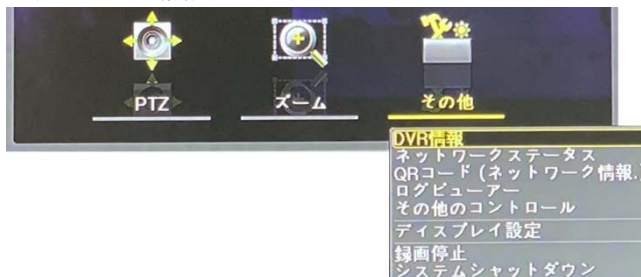 PTZ
ズーム
その他
DVR情報
ネットワークステータス
QRコード (ネットワーク情報.)
ログビューアー
その他のコントロール
ディスプレイ設定
録画停止
システムシャットダウン